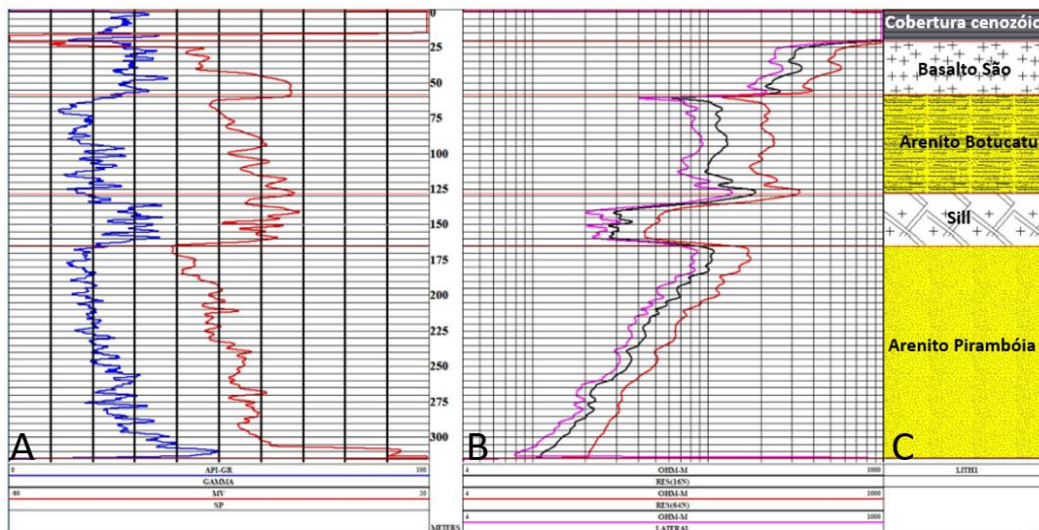 0
25
50
75
100
125
150
175
200
225
250
275
300
A
B
C
Cobertura cenozóic
Basalto São
Arenito Botucatu
Sill
Arenito Pirambóia
0 API-GR 100
GAMMA
-80 MV 20
SP
METERS
4 OHM-M 1000
RES(16N)
4 OHM-M 1000
RES(64N)
4 OHM-M 1000
LATERAL
LITH1